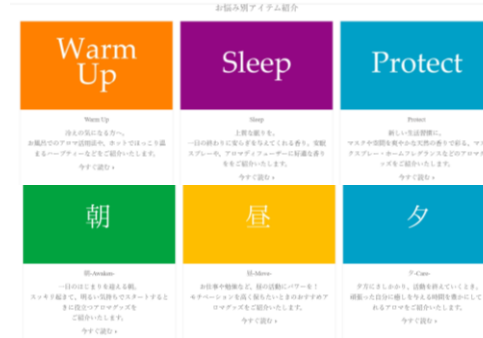 お悩み別アイテム紹介
Warm
Up
Sleep
Protect
Warm Up
Sleep
Protect
冷えの気になる方へ。
お風呂でのアロマ活用法や、ホットでほっこり温
まるハーブティーなどをご紹介いたします。
今すぐ読む »
上質な眠りを。
一日の終わりに安らぎを与えてくれる香り。安眠
スプレーや、アロマディフューザーに最適な香り
ををご紹介いたします。
今すぐ読む »
新しい生活習慣に。
マスクや空間を爽やかな天然の香りで彩る。マス
クスプレー・ホームフレグランスなどのアロマグ
ッズをご紹介いたします。
今すぐ読む »
朝
昼
夕
朝-Awaken-
一日のはじまりを迎える朝。
スッキリ起きて、明るい気持ちでスタートすると
きに役立つアロマグッズを
ご紹介いたします。
今すぐ読む »
昼-Move-
お仕事や勉強など、昼の活動にパワーを！
モチベーションを高く保ちたいときのおすすめア
ロマグッズをご紹介いたします。
今すぐ読む »
夕-Care-
夕方にさしかかり、活動を終えていくとき。
頑張った自分に癒しを与える時間を豊かにしてく
れるアロマをご紹介いたします。
今すぐ読む »